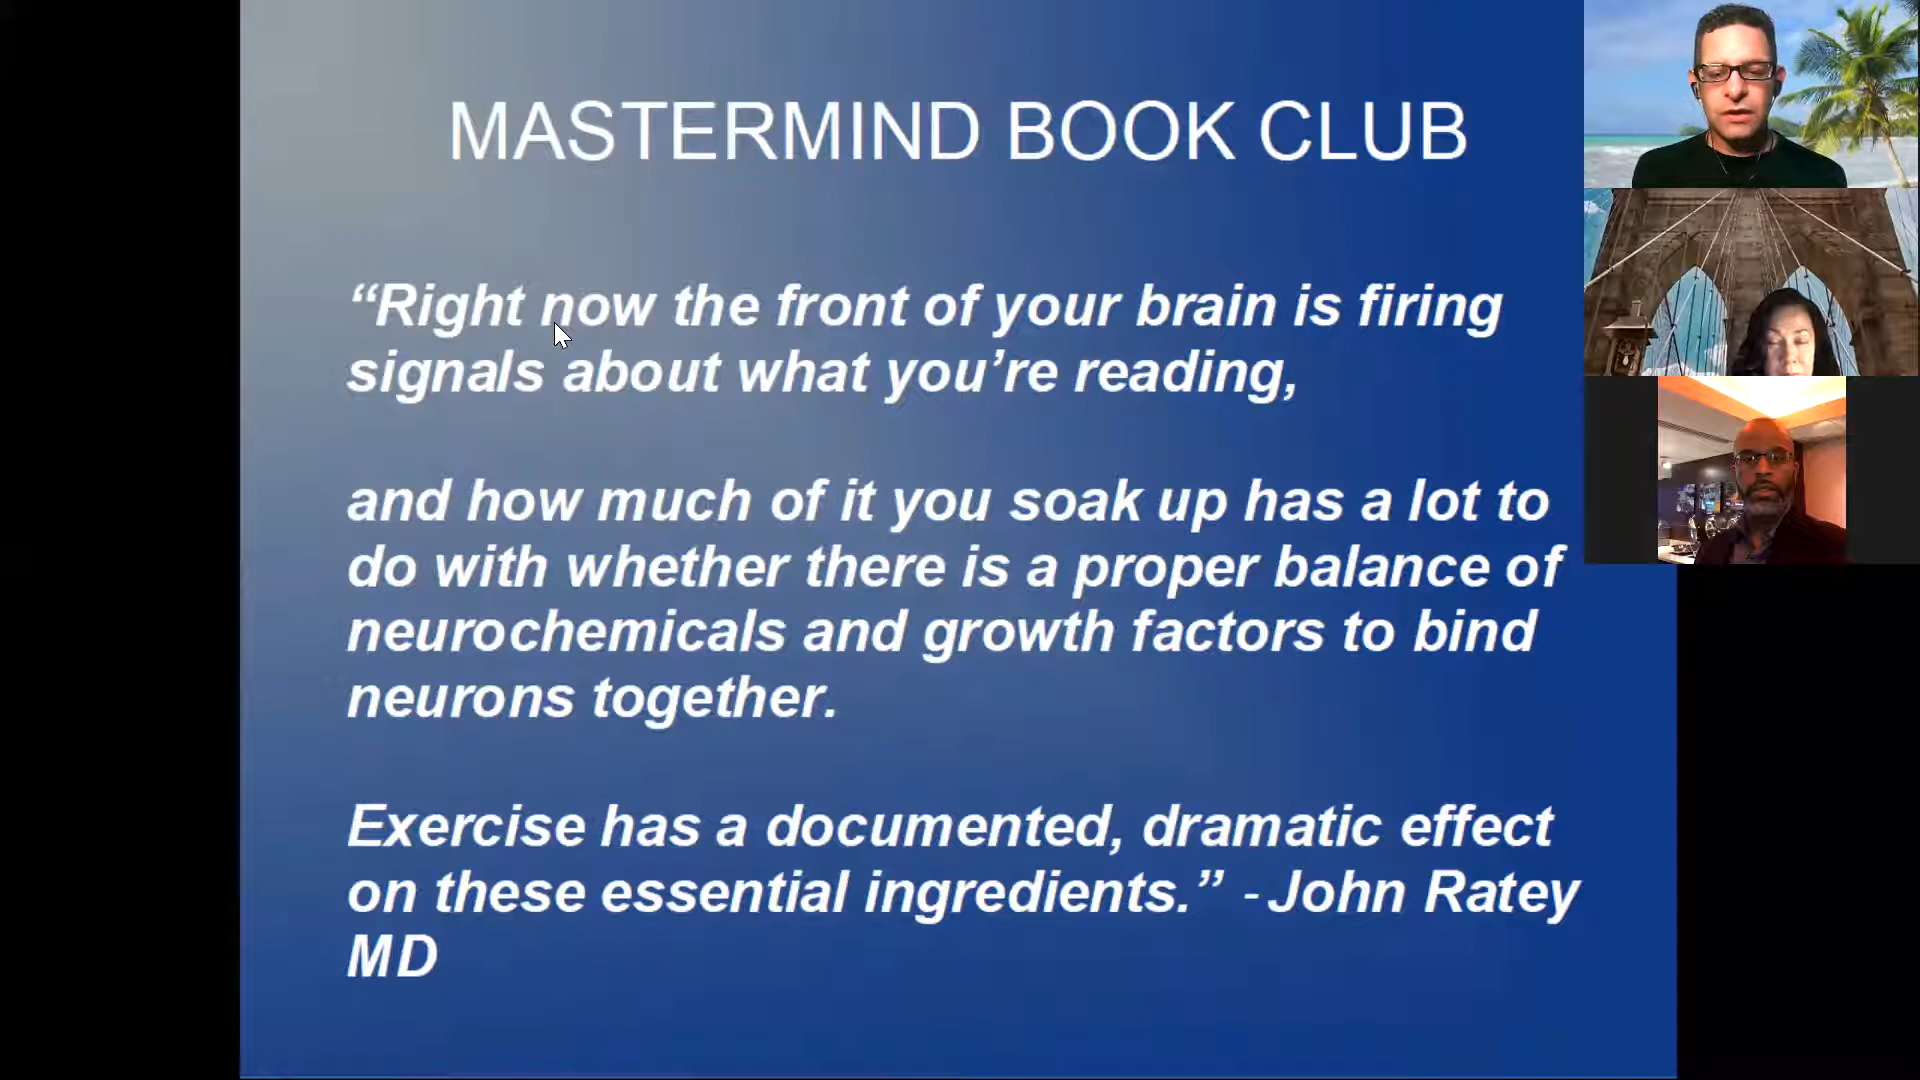 MASTERMIND BOOK CLUB
“Right now the front of your brain is firing
signals about what you’re reading,
and how much of it you soak up has a lot to
do with whether there is a proper balance of
neurochemicals and growth factors to bind
neurons together.
Exercise has a documented, dramatic effect
on these essential ingredients.” - John Ratey
MD